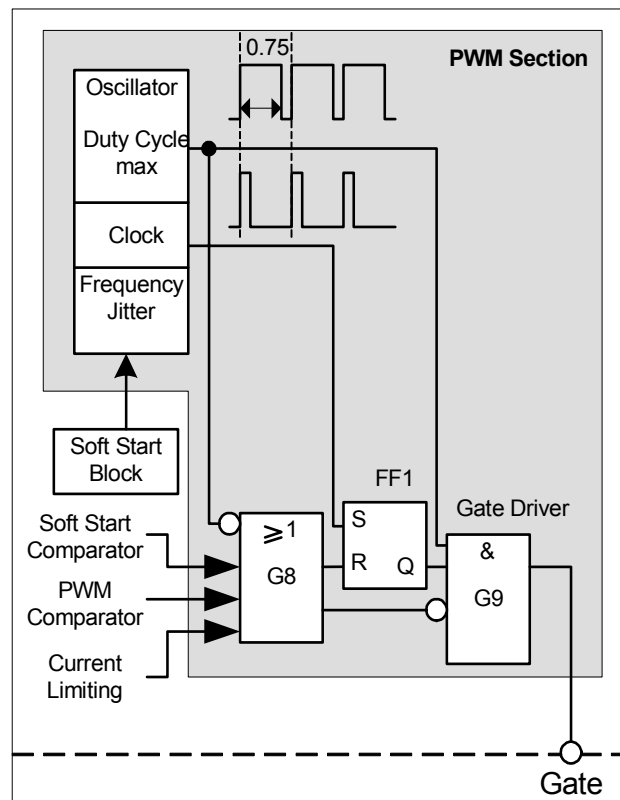 0.75
PWM Section
Oscillator
Duty Cycle
max
Clock
Frequency
Jitter
Soft Start
Block
FF1
Gate Driver
Soft Start
Comparator
PWM
Comparator
Current
Limiting
⩾1
G8
S
R
Q
&
G9
Gate